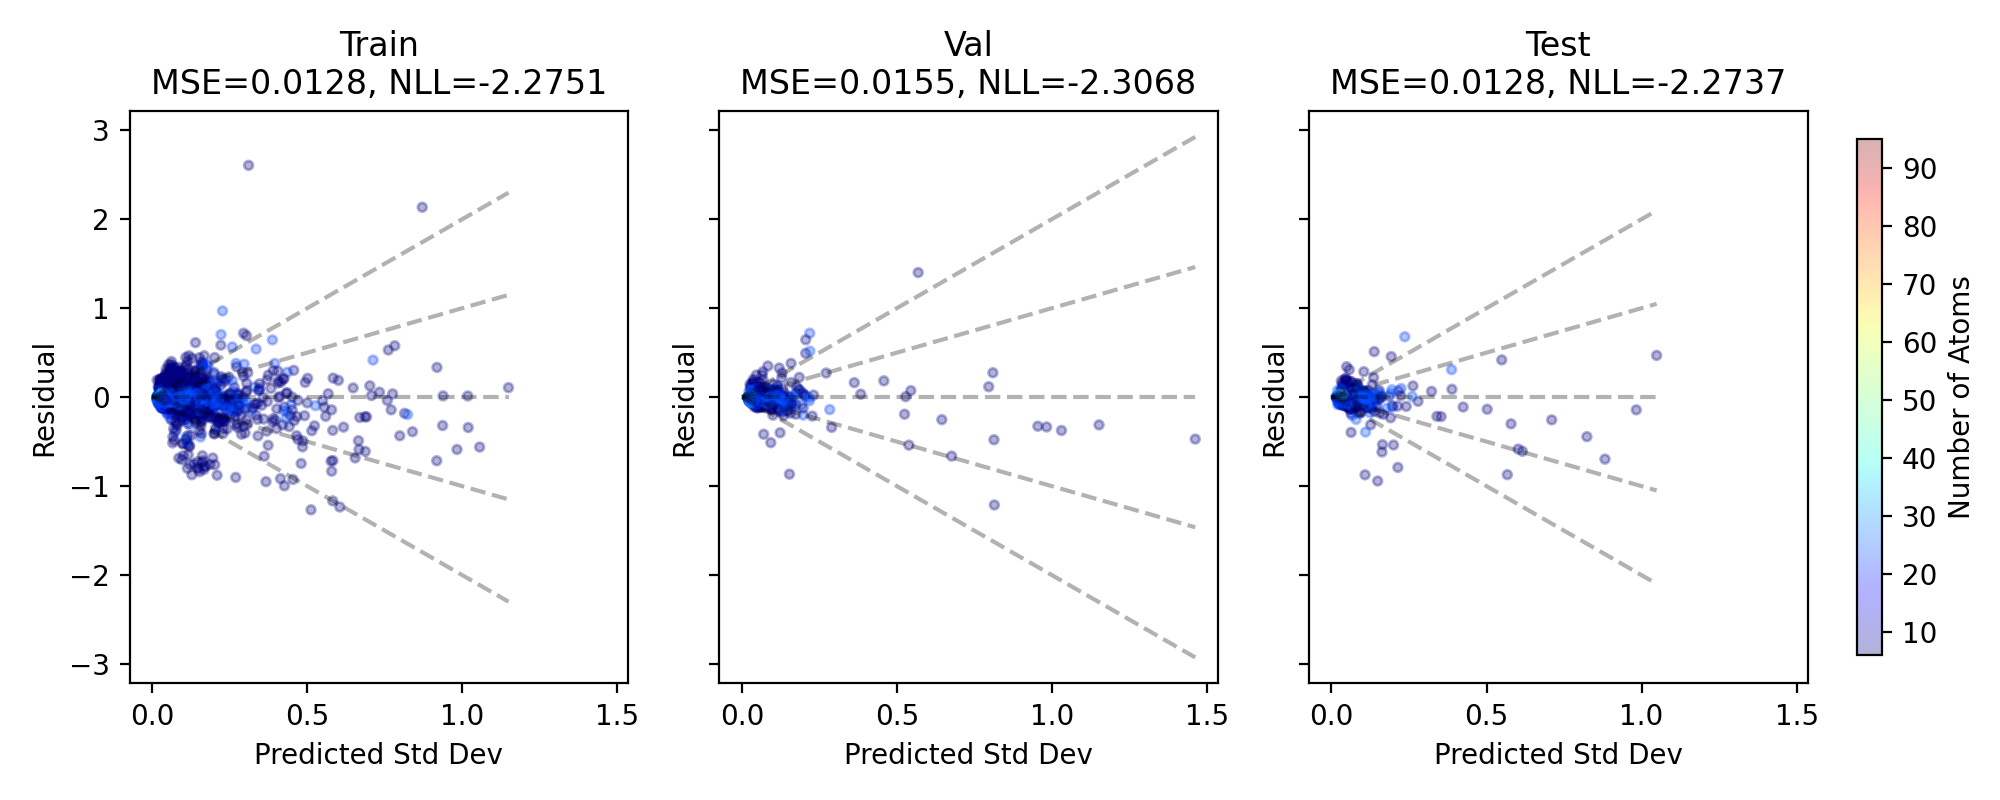 Train
MSE=0.0128, NLL=-2.2751
Val
MSE=0.0155, NLL=-2.3068
Test
MSE=0.0128, NLL=-2.2737
3
2
1
0
−1
−2
−3
Residual
0.0 0.5 1.0 1.5
Predicted Std Dev
Residual
0.0 0.5 1.0 1.5
Predicted Std Dev
Residual
0.0 0.5 1.0 1.5
Predicted Std Dev
90
80
70
60
50
40
30
20
10
Number of Atoms